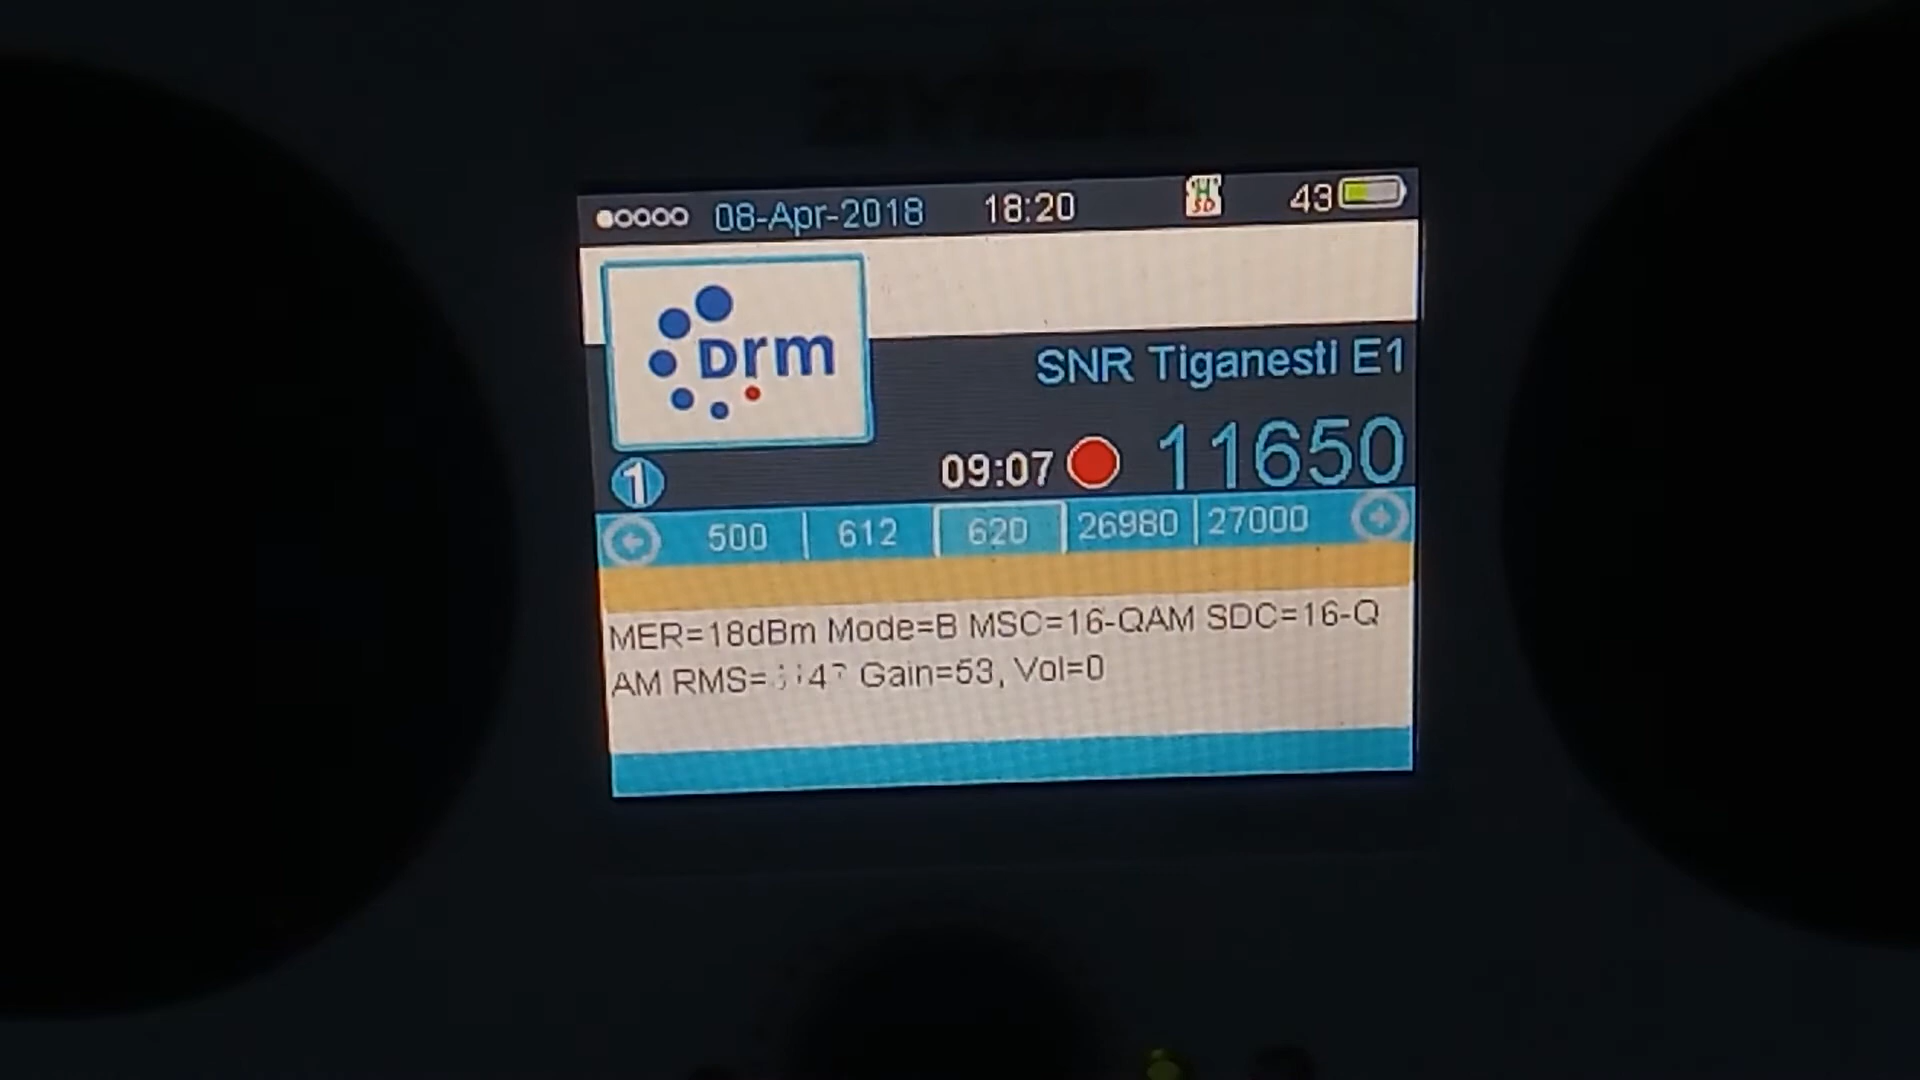 08-Apr-2018 18:20 43
Drm
SNR Tiganesti E1
1 09:07 11650
500 612 620 26980 27000
MER=18dBm Mode=B MSC=16-QAM SDC=16-Q
AM RMS= Gain=53, Vol=0